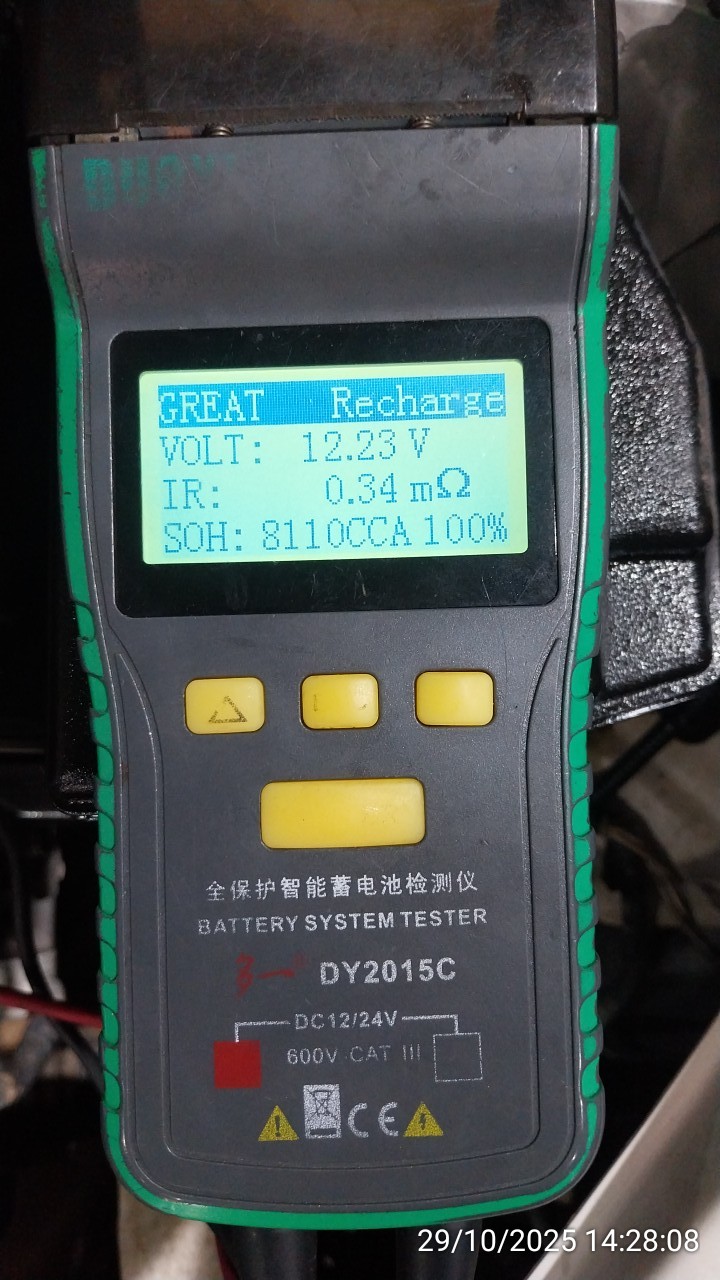 DUOY
GREAT Recharge
VOLT: 12.23 V
IR: 0.34 mΩ
SOH: 8110CCA 100%
全保护智能蓄电池检测仪
BATTERY SYSTEM TESTER
DY2015C
DC12/24V
600V CAT III
CE
29/10/2025 14:28:08